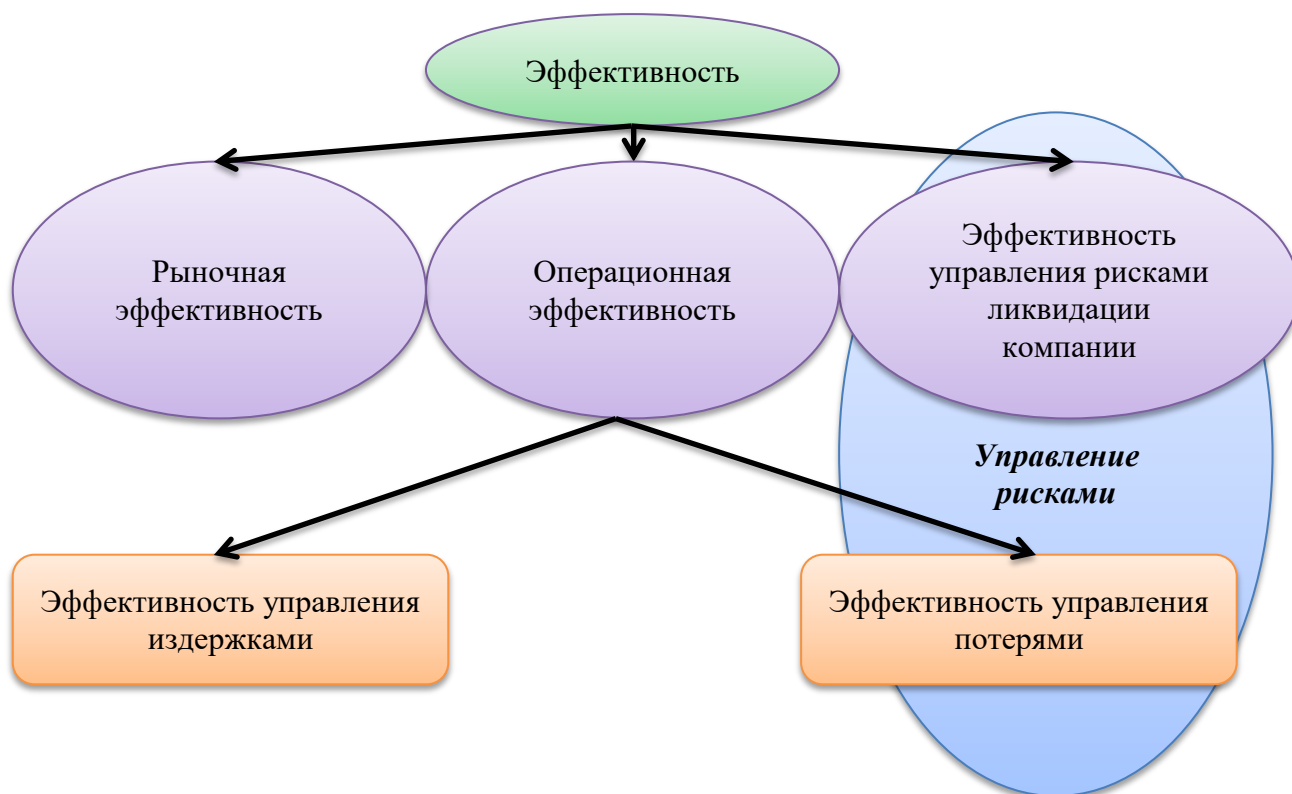 Эффективность
Рыночная
эффективность
Операционная
эффективность
Эффективность
управления рисками
ликвидации
компании
Управление
рисками
Эффективность управления
издержками
Эффективность управления
потерями